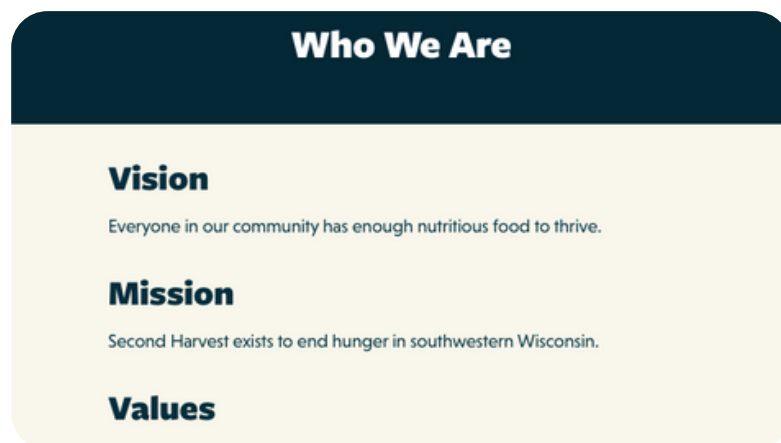 Who We Are
Vision
Everyone in our community has enough nutritious food to thrive.
Mission
Second Harvest exists to end hunger in southwestern Wisconsin.
Values